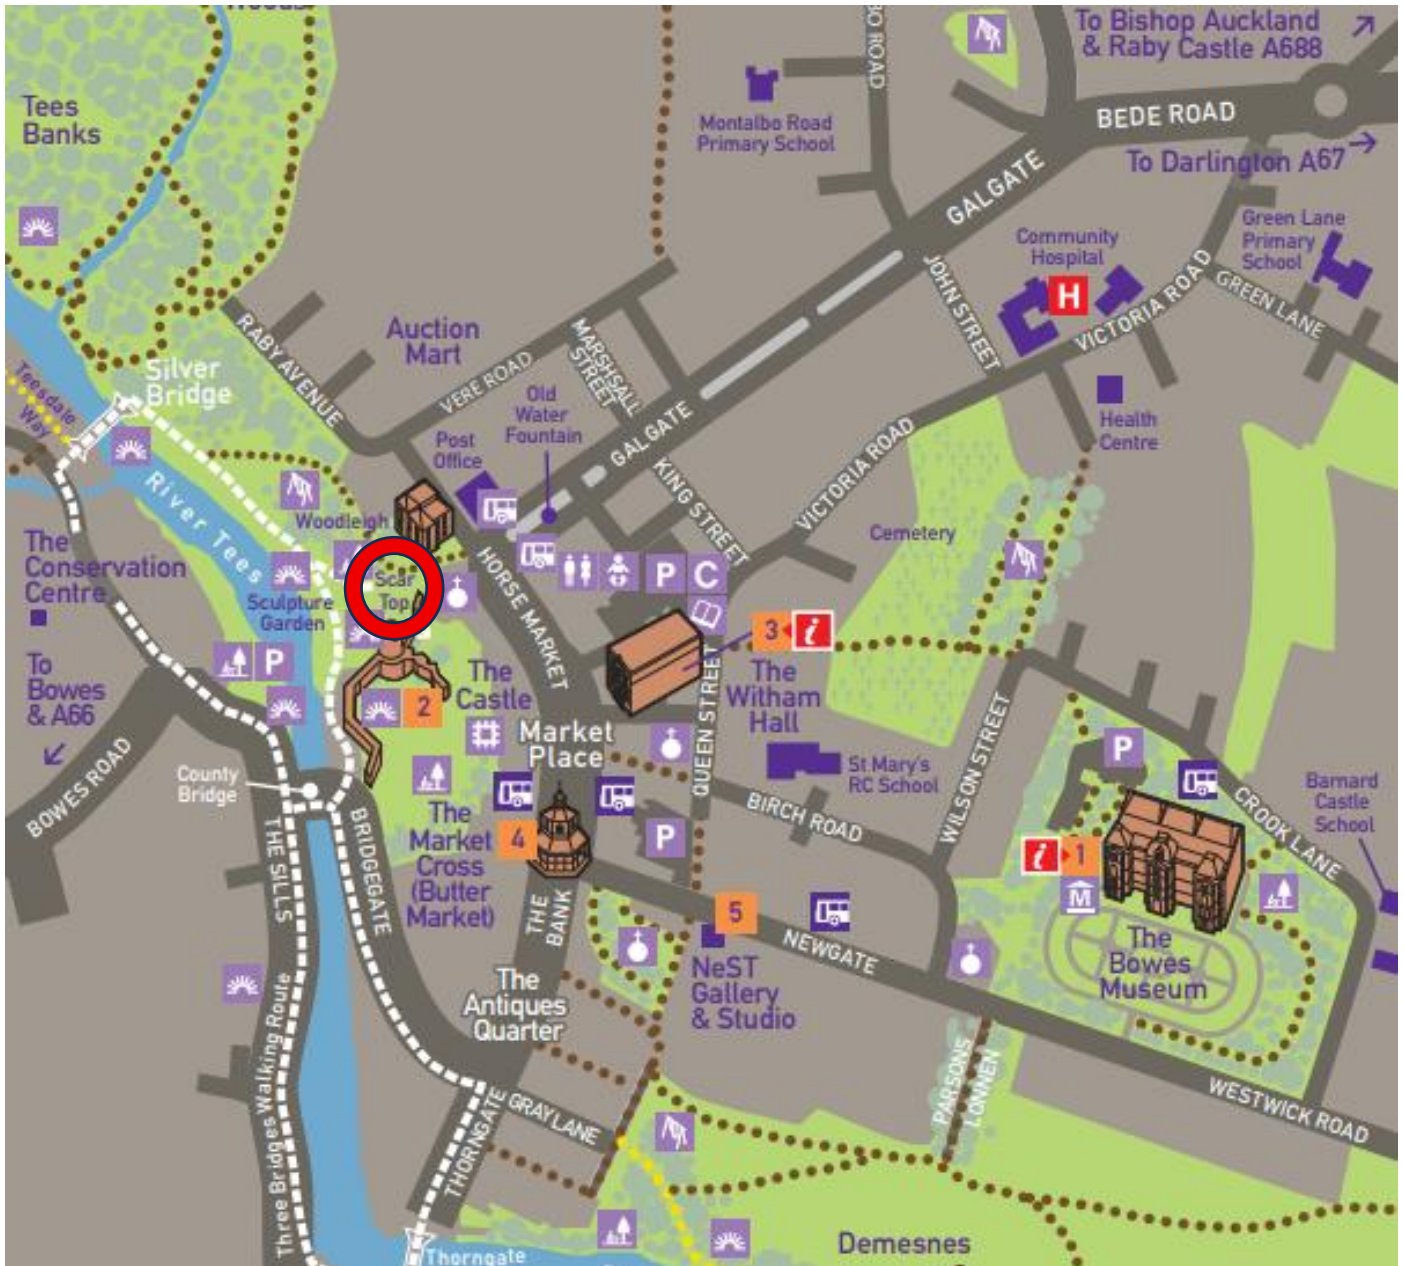 To Bishop Auckland
& Raby Castle A688
BEDE ROAD
To Darlington A67
Tees
Banks
Montalbo Road
Primary School
GALGATE
Community
Hospital
H
Green Lane
Primary
School
GREEN LANE
VICTORIA ROAD
JOHN STREET
RABY AVENUE
Auction
Mart
MARSHSALL
STREET
VERE ROAD
Silver
Bridge
Teesdale
Way
Old
Water
Fountain
Post
Office
GALGATE
KING STREET
VICTORIA ROAD
Health
Centre
River Tees
Woodleigh
Cemetery
The
Conservation
Centre
HORSE MARKET
P
C
Scar
Top
Sculpture
Garden
3
i
The
Witham
Hall
To
Bowes
& A66
P
The
Castle
2
Market
Place
QUEEN STREET
WILSON STREET
P
St Mary's
RC School
BIRCH ROAD
BOWES ROAD
County
Bridge
THE SILLS
BRIDGEGATE
The
Market
Cross
(Butter
Market)
4
P
THE
BANK
CROOK LANE
Barnard
Castle
School
i
1
M
The
Bowes
Museum
5
NEWGATE
NeST
Gallery
& Studio
The
Antiques
Quarter
Three Bridges Walking Route
THORNGATE
GRAY LANE
PARSONS
LONNEN
WESTWICK ROAD
Demesnes
Thorngate